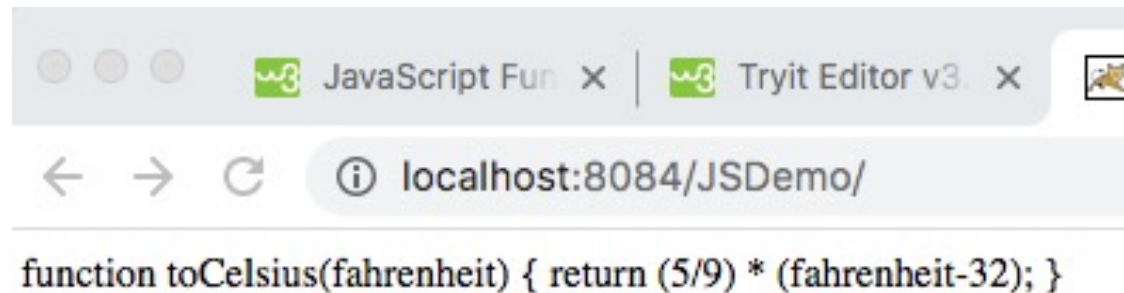 JavaScript Fun
Tryit Editor v3.
localhost:8084/JSDemo/
function toCelsius(fahrenheit) { return (5/9) * (fahrenheit-32); }